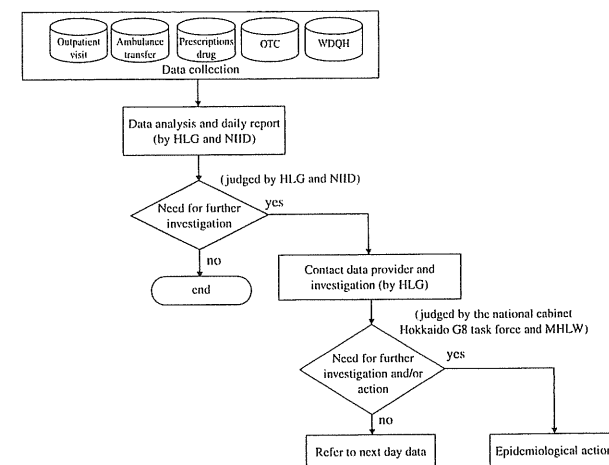 Outpatient visit
Ambulance transfer
Prescriptions drug
OTC
WDQH
Data collection
Data analysis and daily report
(by HLG and NIID)
(judged by HLG and NIID)
Need for further
investigation
yes
no
end
Contact data provider and
investigation (by HLG)
(judged by the national cabinet
Hokkaido G8 task force and MHLW)
Need for further
investigation and/or
action
yes
no
Refer to next day data
Epidemiological action